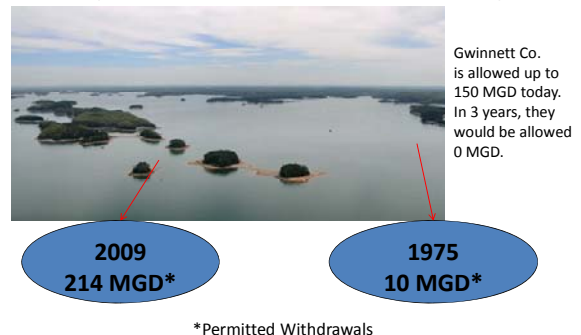 Gwinnett Co.
is allowed up to
150 MGD today.
In 3 years, they
would be allowed
0 MGD.
2009
214 MGD*
1975
10 MGD*
*Permitted Withdrawals